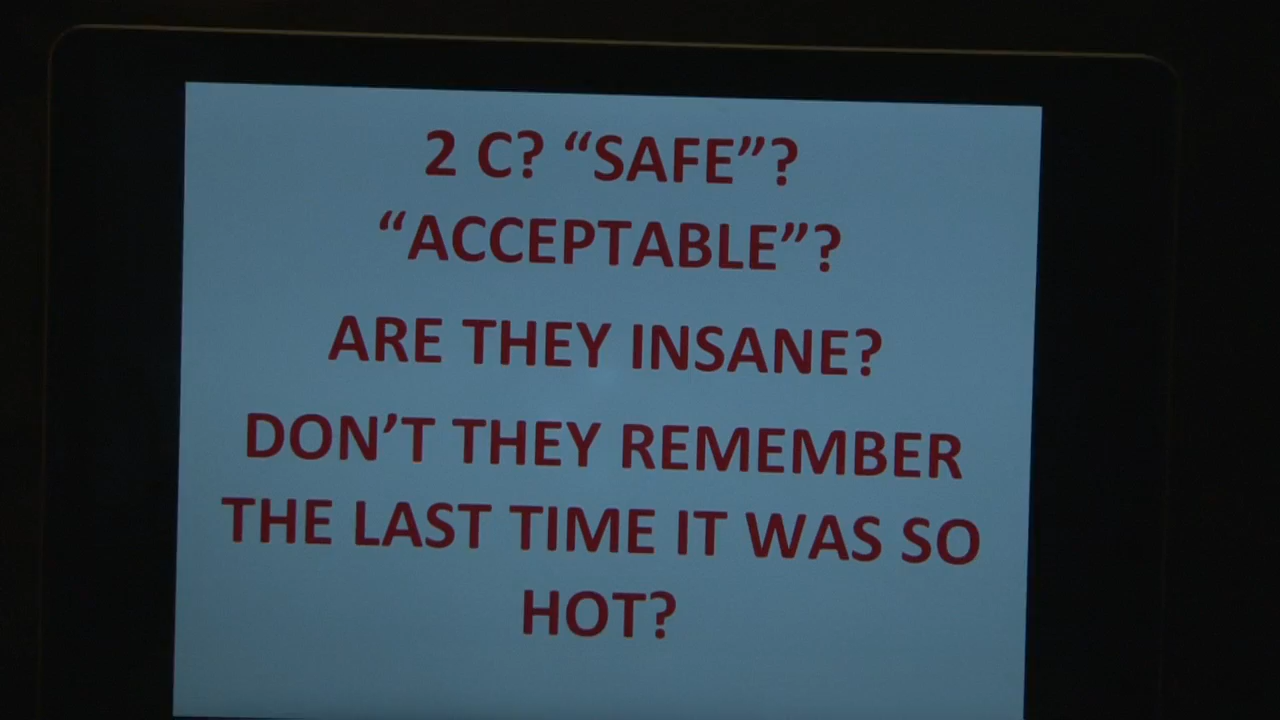 2 C? “SAFE”?
“ACCEPTABLE”?
ARE THEY INSANE?
DON’T THEY REMEMBER
THE LAST TIME IT WAS SO
HOT?